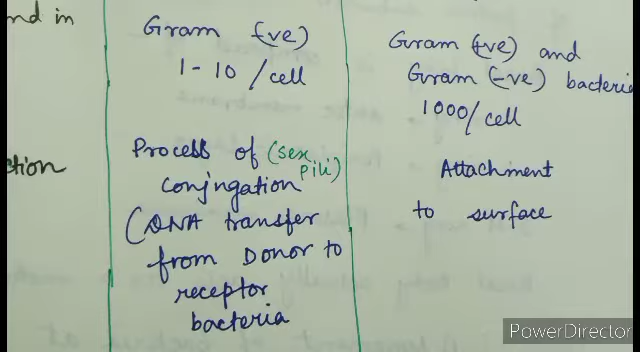 nd in
Gram (-ve)
1-10 /cell
Gram (+ve) and
Gram (-ve) bacteria
1000/cell
ction
Process of (sex pili)
conjugation
(DNA transfer
from Donor to
receptor
bacteria
Attachment
to surface
PowerDirector